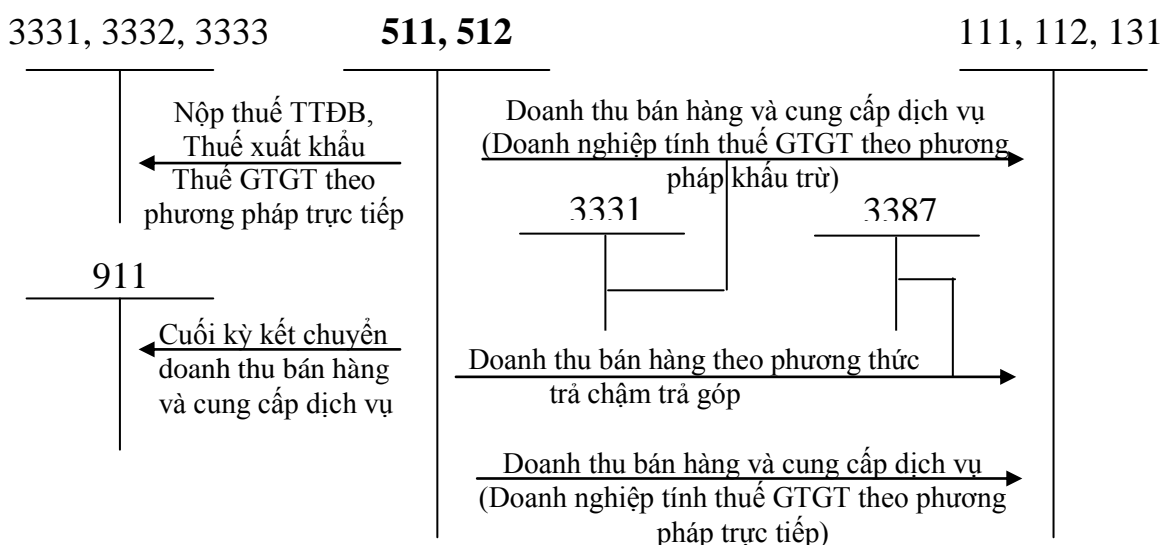 3331, 3332, 3333
511, 512
111, 112, 131
Nộp thuế TTĐB,
Thuế xuất khẩu
Thuế GTGT theo
phương pháp trực tiếp
Doanh thu bán hàng và cung cấp dịch vụ
(Doanh nghiệp tính thuế GTGT theo phương
pháp khấu trừ)
3331
3387
911
Cuối kỳ kết chuyển
doanh thu bán hàng
và cung cấp dịch vụ
Doanh thu bán hàng theo phương thức
trả chậm trả góp
Doanh thu bán hàng và cung cấp dịch vụ
(Doanh nghiệp tính thuế GTGT theo phương
pháp trực tiếp)